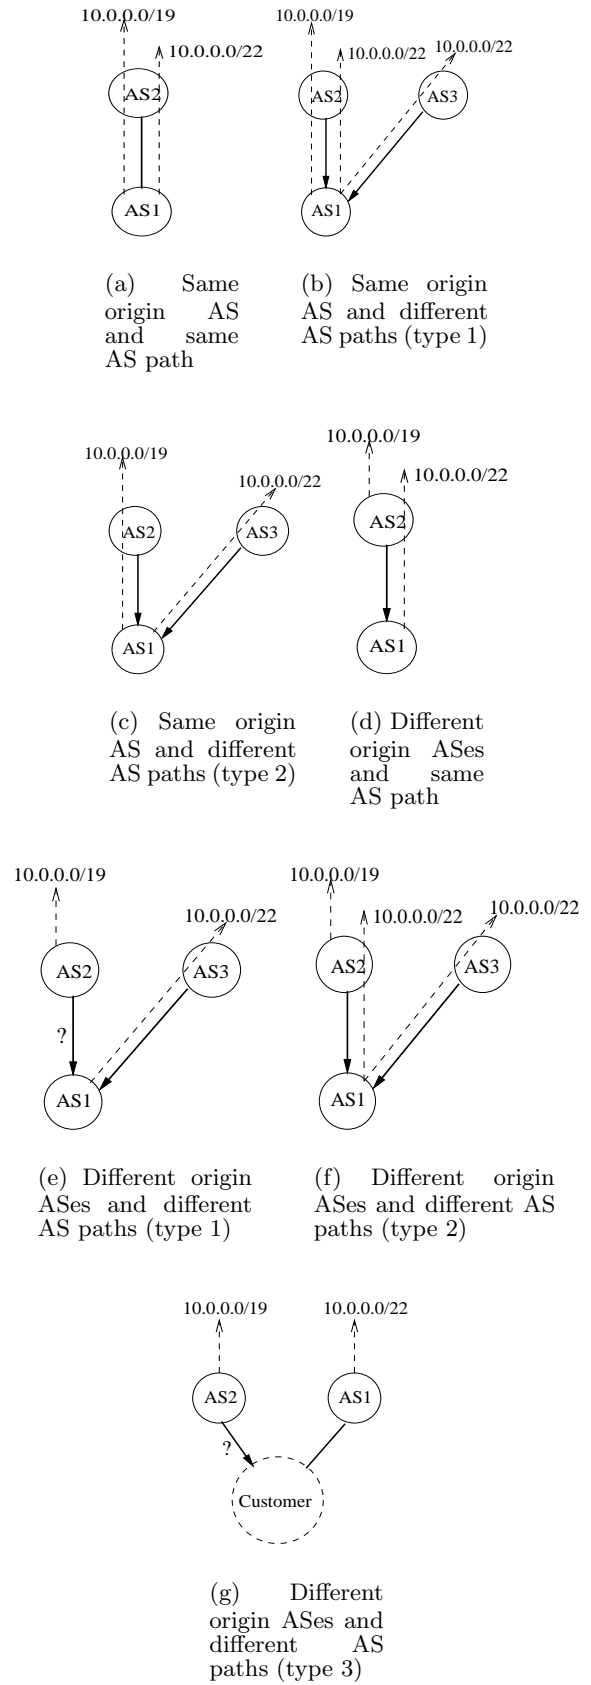 10.0.0.0/19
10.0.0.0/22
AS2
AS1
(a) Same
origin AS
and same
AS path
10.0.0.0/19
10.0.0.0/22
10.0.0.0/22
AS2
AS3
AS1
(b) Same origin
AS and different
AS paths (type 1)
10.0.0.0/19
10.0.0.0/22
AS2
AS3
AS1
(c) Same origin
AS and different
AS paths (type 2)
10.0.0.0/19
10.0.0.0/22
AS2
AS1
(d) Different
origin ASes
and same
AS path
10.0.0.0/19
10.0.0.0/22
AS2
AS3
?
AS1
(e) Different origin
ASes and different
AS paths (type 1)
10.0.0.0/19
10.0.0.0/22
10.0.0.0/22
AS2
AS3
AS1
(f) Different origin
ASes and different AS
paths (type 2)
10.0.0.0/19
10.0.0.0/22
AS2
AS1
?
Customer
(g) Different
origin ASes and
different AS
paths (type 3)